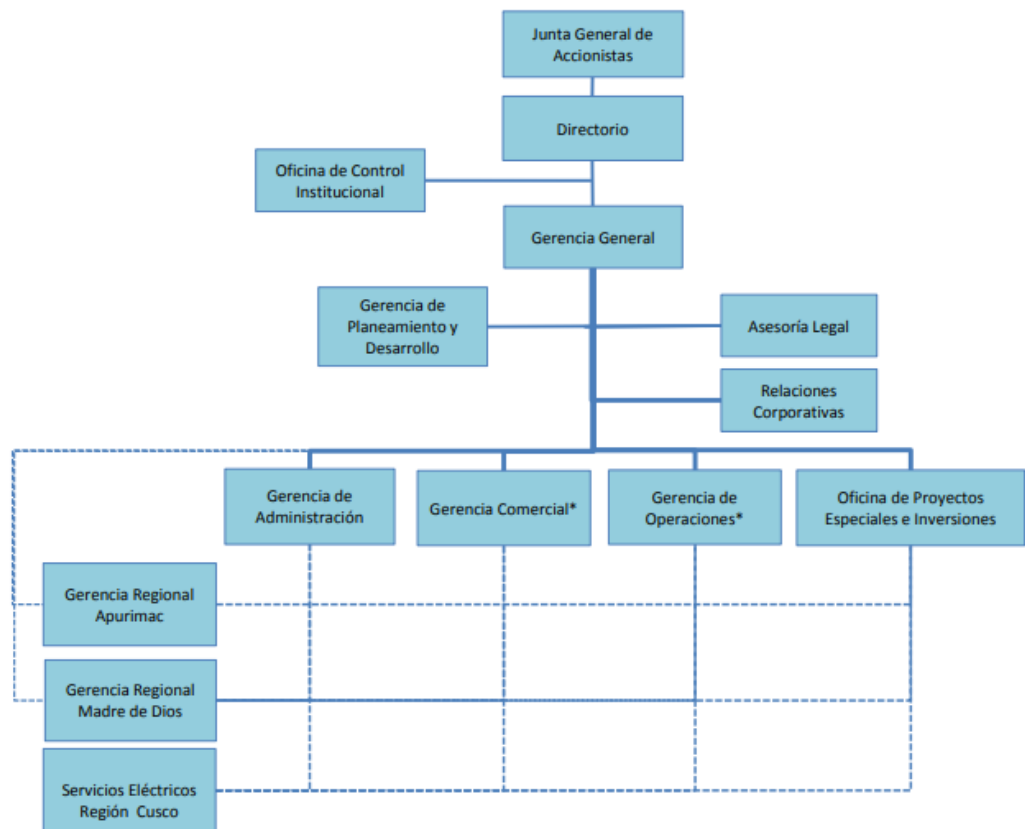 Junta General de
Accionistas
Directorio
Oficina de Control
Institucional
Gerencia General
Gerencia de
Planeamiento y
Desarrollo
Asesoría Legal
Relaciones
Corporativas
Gerencia de
Administración
Gerencia Comercial*
Gerencia de
Operaciones*
Oficina de Proyectos
Especiales e Inversiones
Gerencia Regional
Apurimac
Gerencia Regional
Madre de Dios
Servicios Eléctricos
Región Cusco